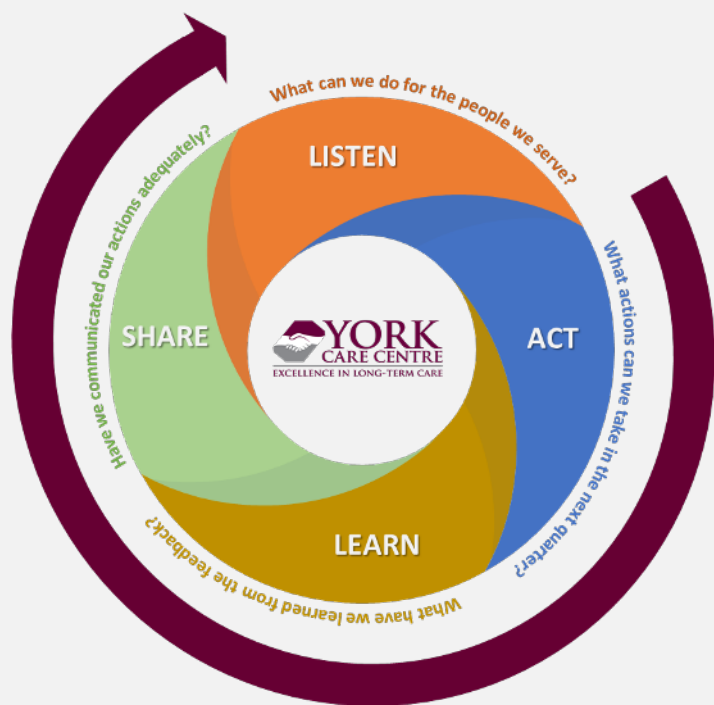 What can we do for the people we serve?
LISTEN
What actions can we take in the next quarter?
ACT
What have we learned from the feedback?
LEARN
Have we communicated our actions adequately?
SHARE
YORK
CARE CENTRE
EXCELLENCE IN LONG-TERM CARE